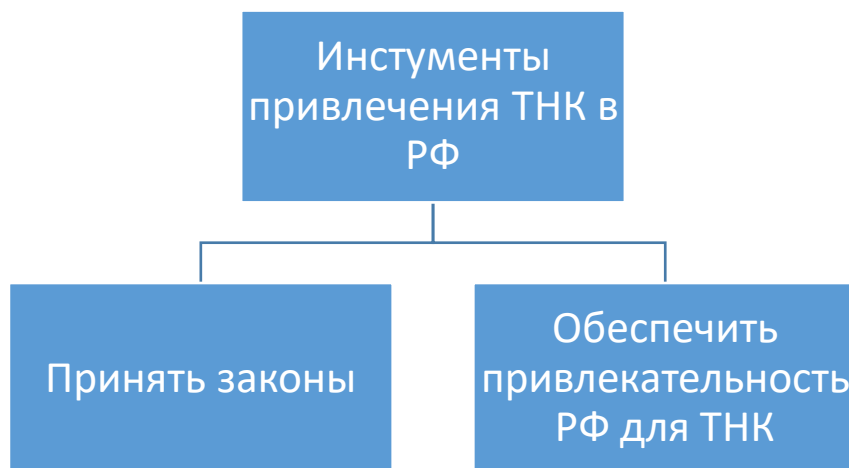 Инстументы
привлечения ТНК в
РФ
Принять законы
Обеспечить
привлекательность
РФ для ТНК